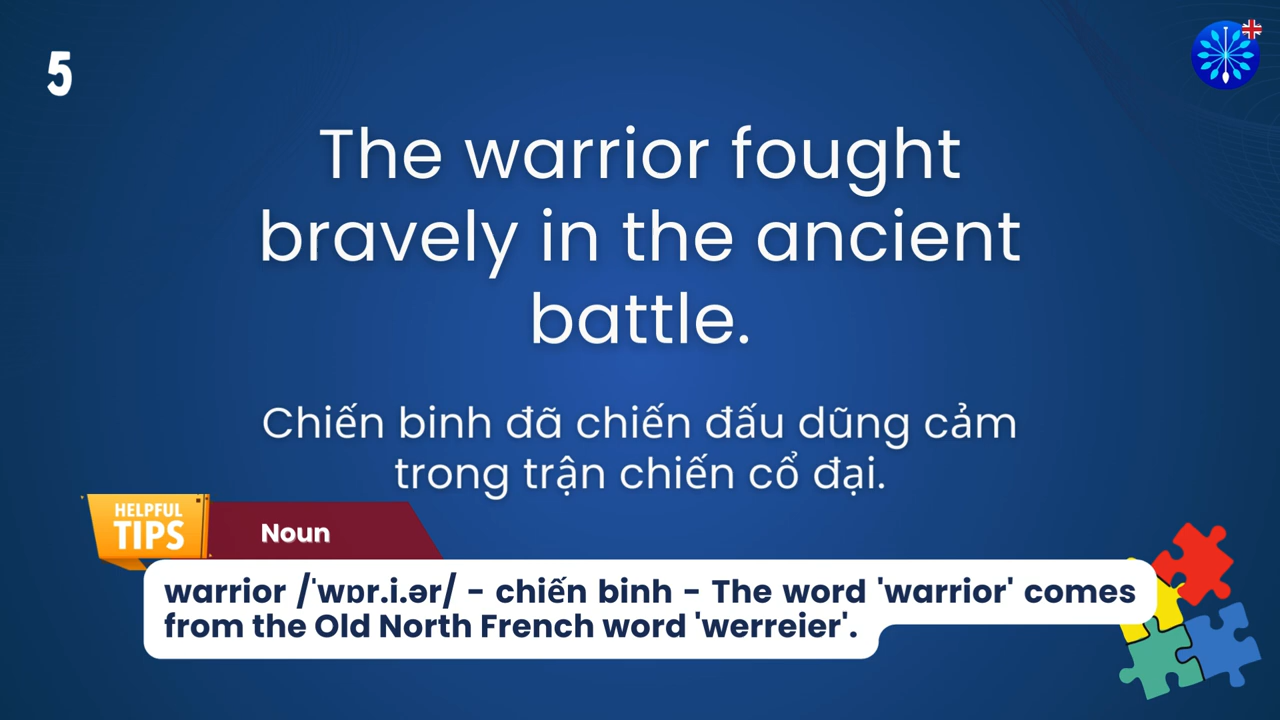 5
The warrior fought
bravely in the ancient
battle.
Chiến binh đã chiến đấu dũng cảm
trong trận chiến cổ đại.
HELPFUL
TIPS
Noun
warrior /ˈwɒr.i.ər/ - chiến binh - The word 'warrior' comes
from the Old North French word 'werreier'.